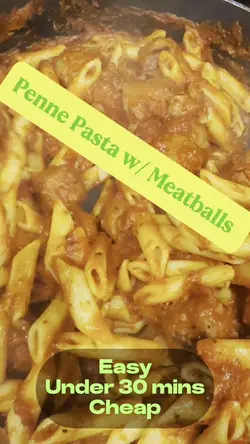 Penne Pasta w/ Meatballs
Easy
Under 30 mins
Cheap